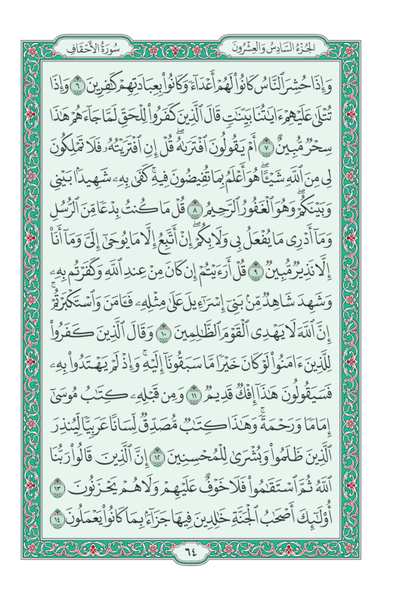 الجزء السادس والعشرون
سورة الأحقاف
وَإِذَا حُشِرَ ٱلنَّاسُ كَانُوا۟ لَهُمْ أَعْدَآءً وَكَانُوا۟ بِعِبَادَتِهِمْ كَٰفِرِينَ ٦ وَإِذَا
تُتْلَىٰ عَلَيْهِمْ ءَايَٰتُنَا بَيِّنَٰتٍ قَالَ ٱلَّذِينَ كَفَرُوا۟ لِلْحَقِّ لَمَّا جَآءَهُمْ هَٰذَا
سِحْرٌ مُّبِينٌ ٧ أَمْ يَقُولُونَ ٱفْتَرَىٰهُ ۖ قُلْ إِنِ ٱفْتَرَيْتُهُۥ فَلَا تَمْلِكُونَ
لِى مِنَ ٱللَّهِ شَيْـًٔا ۖ هُوَ أَعْلَمُ بِمَا تُفِيضُونَ فِيهِ ۖ كَفَىٰ بِهِۦ شَهِيدًۢا بَيْنِى
وَبَيْنَكُمْ ۖ وَهُوَ ٱلْغَفُورُ ٱلرَّحِيمُ ٨ قُلْ مَا كُنتُ بِدْعًا مِّنَ ٱلرُّسُلِ
وَمَآ أَدْرِى مَا يُفْعَلُ بِى وَلَا بِكُمْ ۖ إِنْ أَتَّبِعُ إِلَّا مَا يُوحَىٰٓ إِلَىَّ وَمَآ أَنَا۠
إِلَّا نَذِيرٌ مُّبِينٌ ٩ قُلْ أَرَءَيْتُمْ إِن كَانَ مِنْ عِندِ ٱللَّهِ وَكَفَرْتُم بِهِۦ
وَشَهِدَ شَاهِدٌ مِّنۢ بَنِىٓ إِسْرَٰٓءِيلَ عَلَىٰ مِثْلِهِۦ فَـَٔامَنَ وَٱسْتَكْبَرْتُمْ ۖ
إِنَّ ٱللَّهَ لَا يَهْدِى ٱلْقَوْمَ ٱلظَّٰلِمِينَ ١٠ وَقَالَ ٱلَّذِينَ كَفَرُوا۟
لِلَّذِينَ ءَامَنُوا۟ لَوْ كَانَ خَيْرًا مَّا سَبَقُونَآ إِلَيْهِ ۚ وَإِذْ لَمْ يَهْتَدُوا۟ بِهِۦ
فَسَيَقُولُونَ هَٰذَآ إِفْكٌ قَدِيمٌ ١١ وَمِن قَبْلِهِۦ كِتَٰبُ مُوسَىٰٓ
إِمَامًا وَرَحْمَةً ۚ وَهَٰذَا كِتَٰبٌ مُّصَدِّقٌ لِّسَانًا عَرَبِيًّا لِّيُنذِرَ
ٱلَّذِينَ ظَلَمُوا۟ وَبُشْرَىٰ لِلْمُحْسِنِينَ ١٢ إِنَّ ٱلَّذِينَ قَالُوا۟ رَبُّنَا
ٱللَّهُ ثُمَّ ٱسْتَقَٰمُوا۟ فَلَا خَوْفٌ عَلَيْهِمْ وَلَا هُمْ يَحْزَنُونَ ١٣
أُو۟لَٰٓئِكَ أَصْحَٰبُ ٱلْجَنَّةِ خَٰلِدِينَ فِيهَا جَزَآءًۢ بِمَا كَانُوا۟ يَعْمَلُونَ ١٤
٦٤